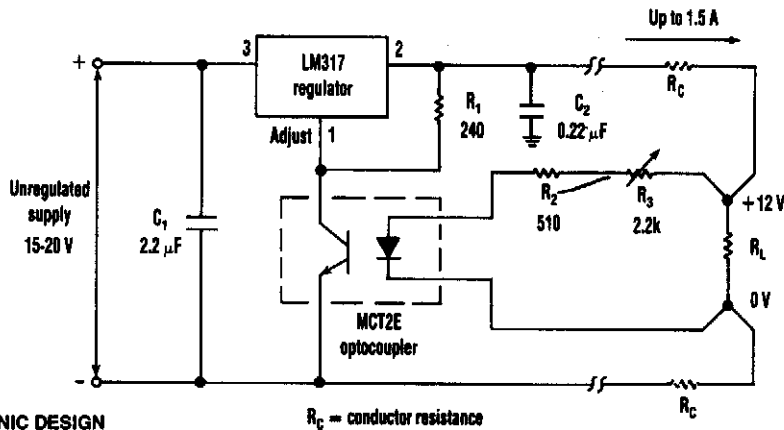 Up to 1.5 A
+
3
LM317
regulator
2
Adjust
1
R1
240
C2
0.22 μF
RC
Unregulated
supply
15-20 V
C1
2.2 μF
R2
510
R3
2.2k
+12 V
RL
0 V
MCT2E
optocoupler
-
RC
NIC DESIGN
RC = conductor resistance